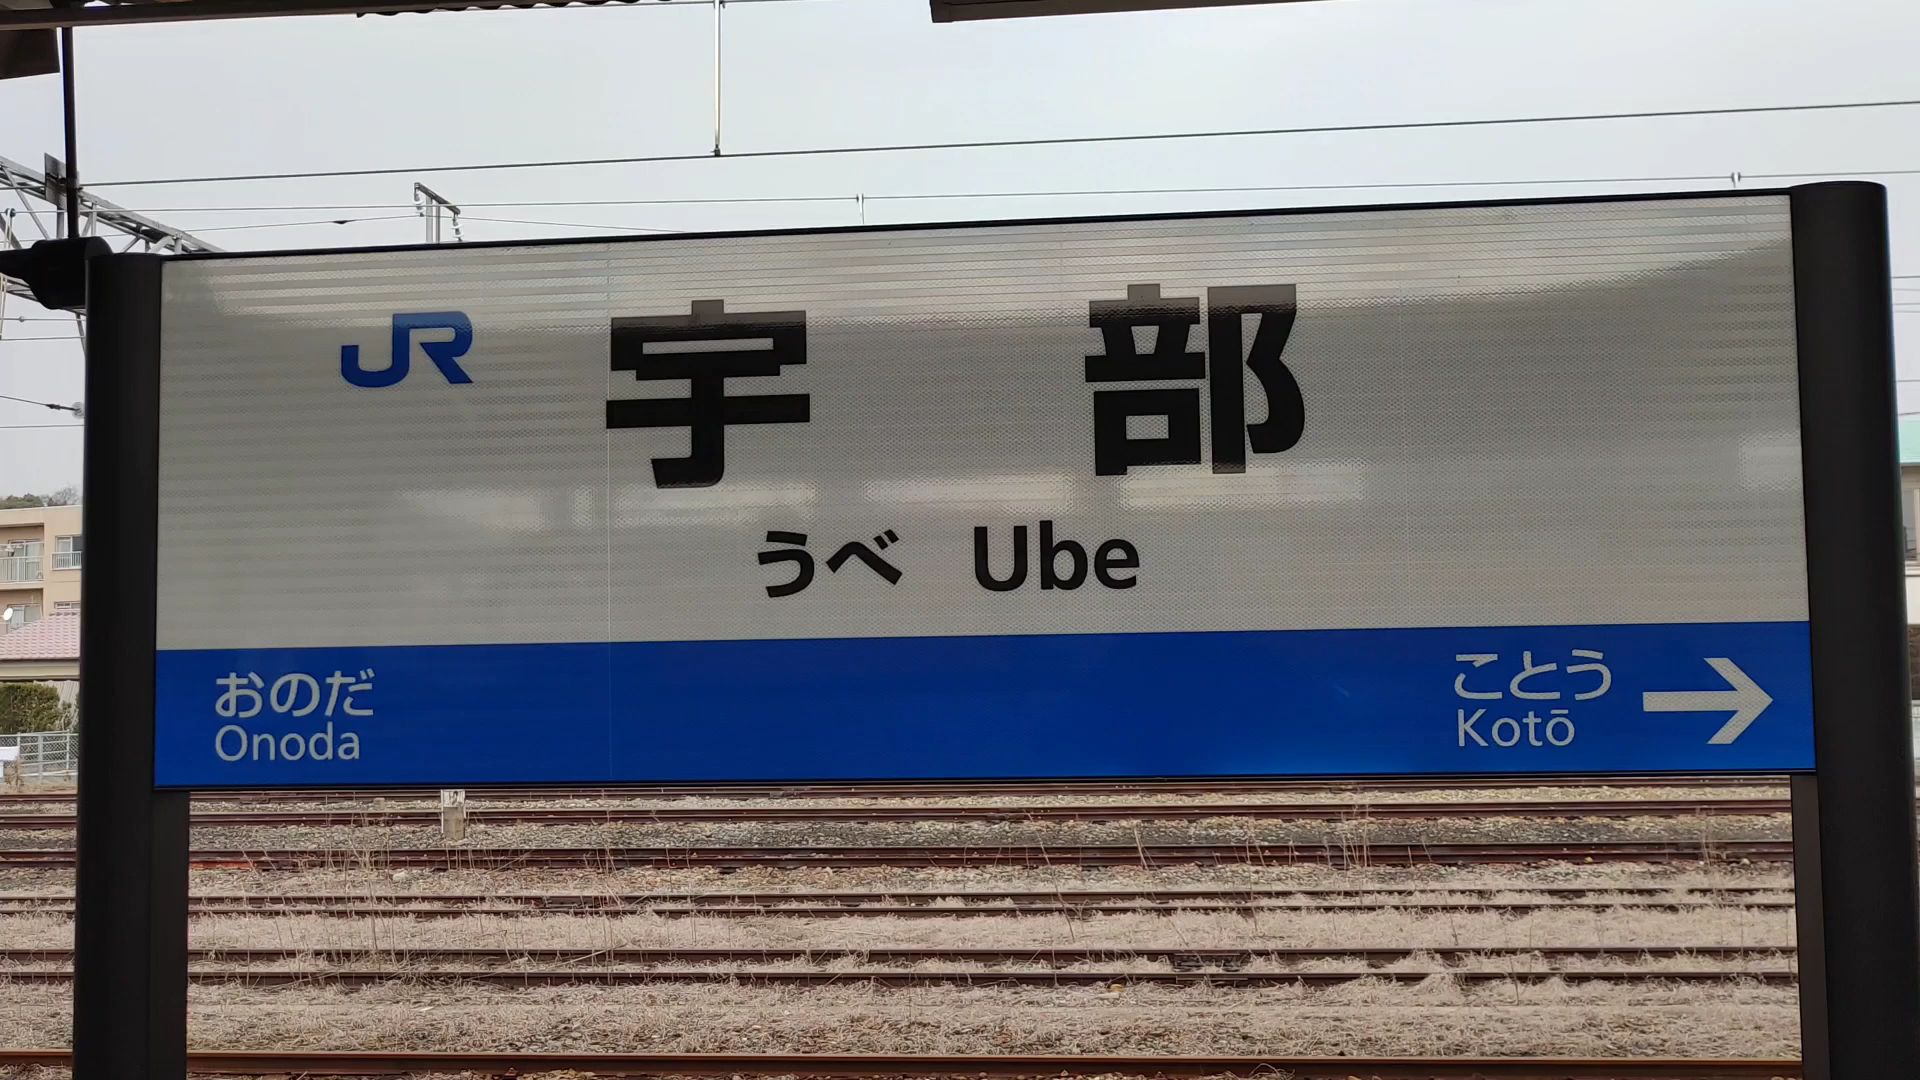 JR 宇部
うべ Ube
おのだ
Onoda
ことう →
Kotō